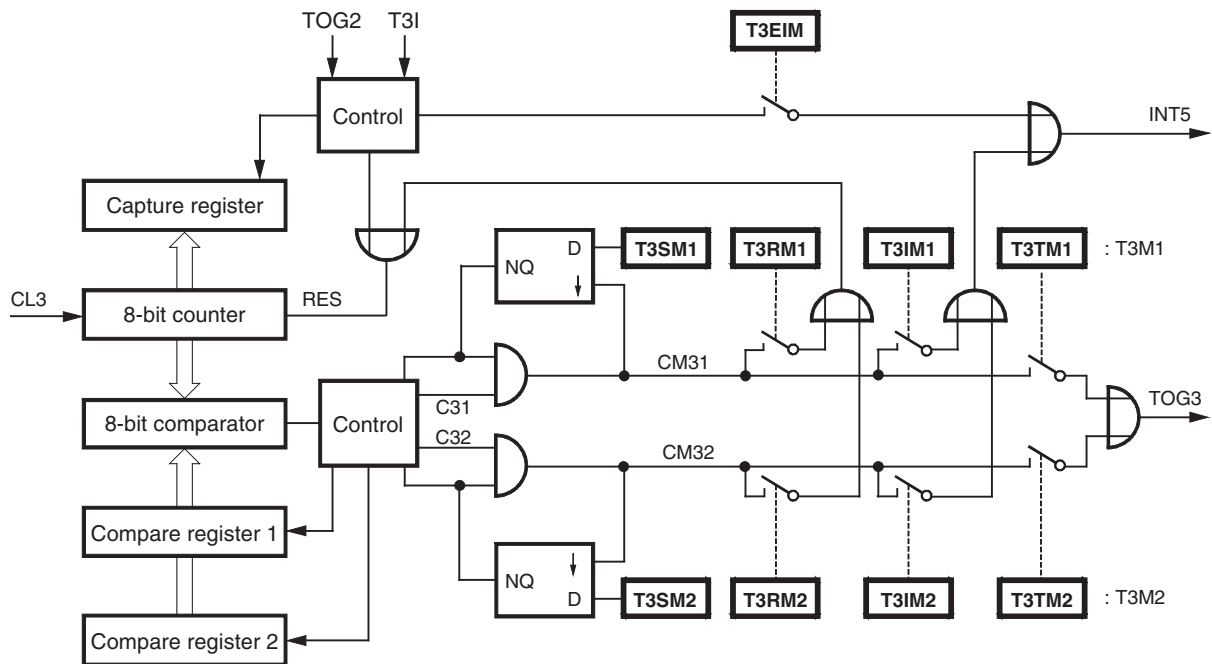 TOG2 T3I
T3EIM
Control
INT5
Capture register
D T3SM1 T3RM1 T3IM1 T3TM1 : T3M1
NQ
CL3 8-bit counter RES
CM31
C31
8-bit comparator Control TOG3
C32
CM32
Compare register 1
NQ
D T3SM2 T3RM2 T3IM2 T3TM2 : T3M2
Compare register 2